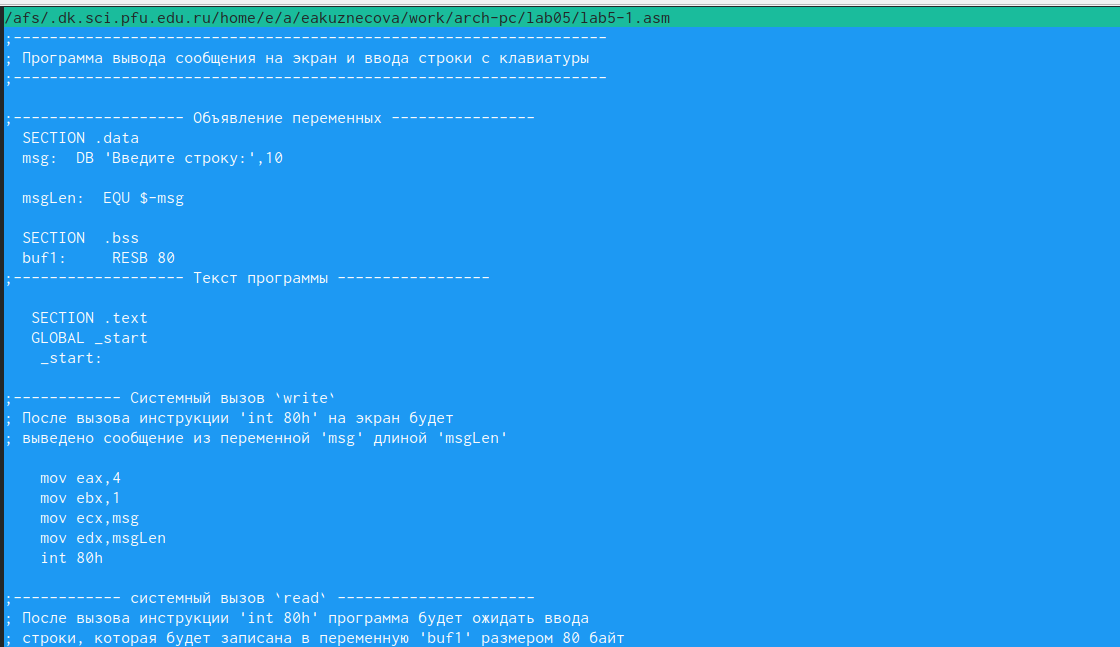 /afs/.dk.sci.pfu.edu.ru/home/e/a/eakuznecova/work/arch-pc/lab05/lab5-1.asm
;------------------------------------------------------------------
; Программа вывода сообщения на экран и ввода строки с клавиатуры
;------------------------------------------------------------------
;------------------- Объявление переменных ----------------
SECTION .data
msg:  DB 'Введите строку:',10
msgLen:  EQU $-msg
SECTION  .bss
buf1:     RESB 80
;------------------- Текст программы -----------------
SECTION .text
GLOBAL _start
_start:
;------------ Системный вызов `write`
; После вызова инструкции 'int 80h' на экран будет
; выведено сообщение из переменной 'msg' длиной 'msgLen'
mov eax,4
mov ebx,1
mov ecx,msg
mov edx,msgLen
int 80h
;------------ системный вызов `read` ----------------------
; После вызова инструкции 'int 80h' программа будет ожидать ввода
; строки, которая будет записана в переменную 'buf1' размером 80 байт